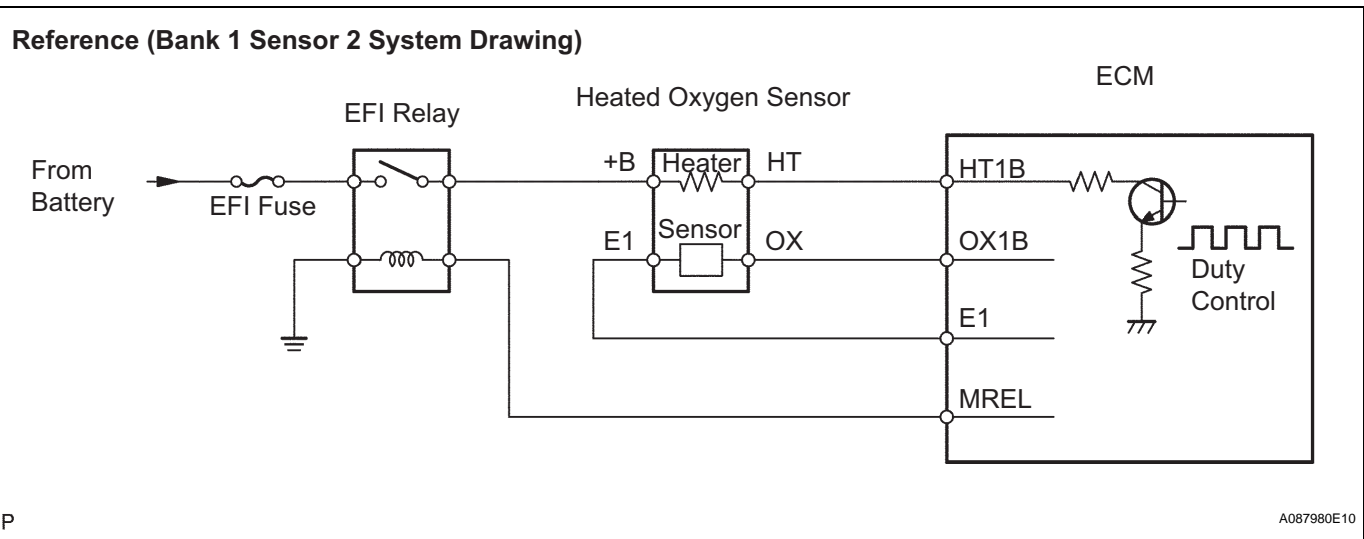 Reference (Bank 1 Sensor 2 System Drawing)
ECM
Heated Oxygen Sensor
EFI Relay
From
Battery
EFI Fuse
+B
Heater
HT
HT1B
E1
Sensor
OX
OX1B
Duty
Control
E1
MREL
P
A087980E10